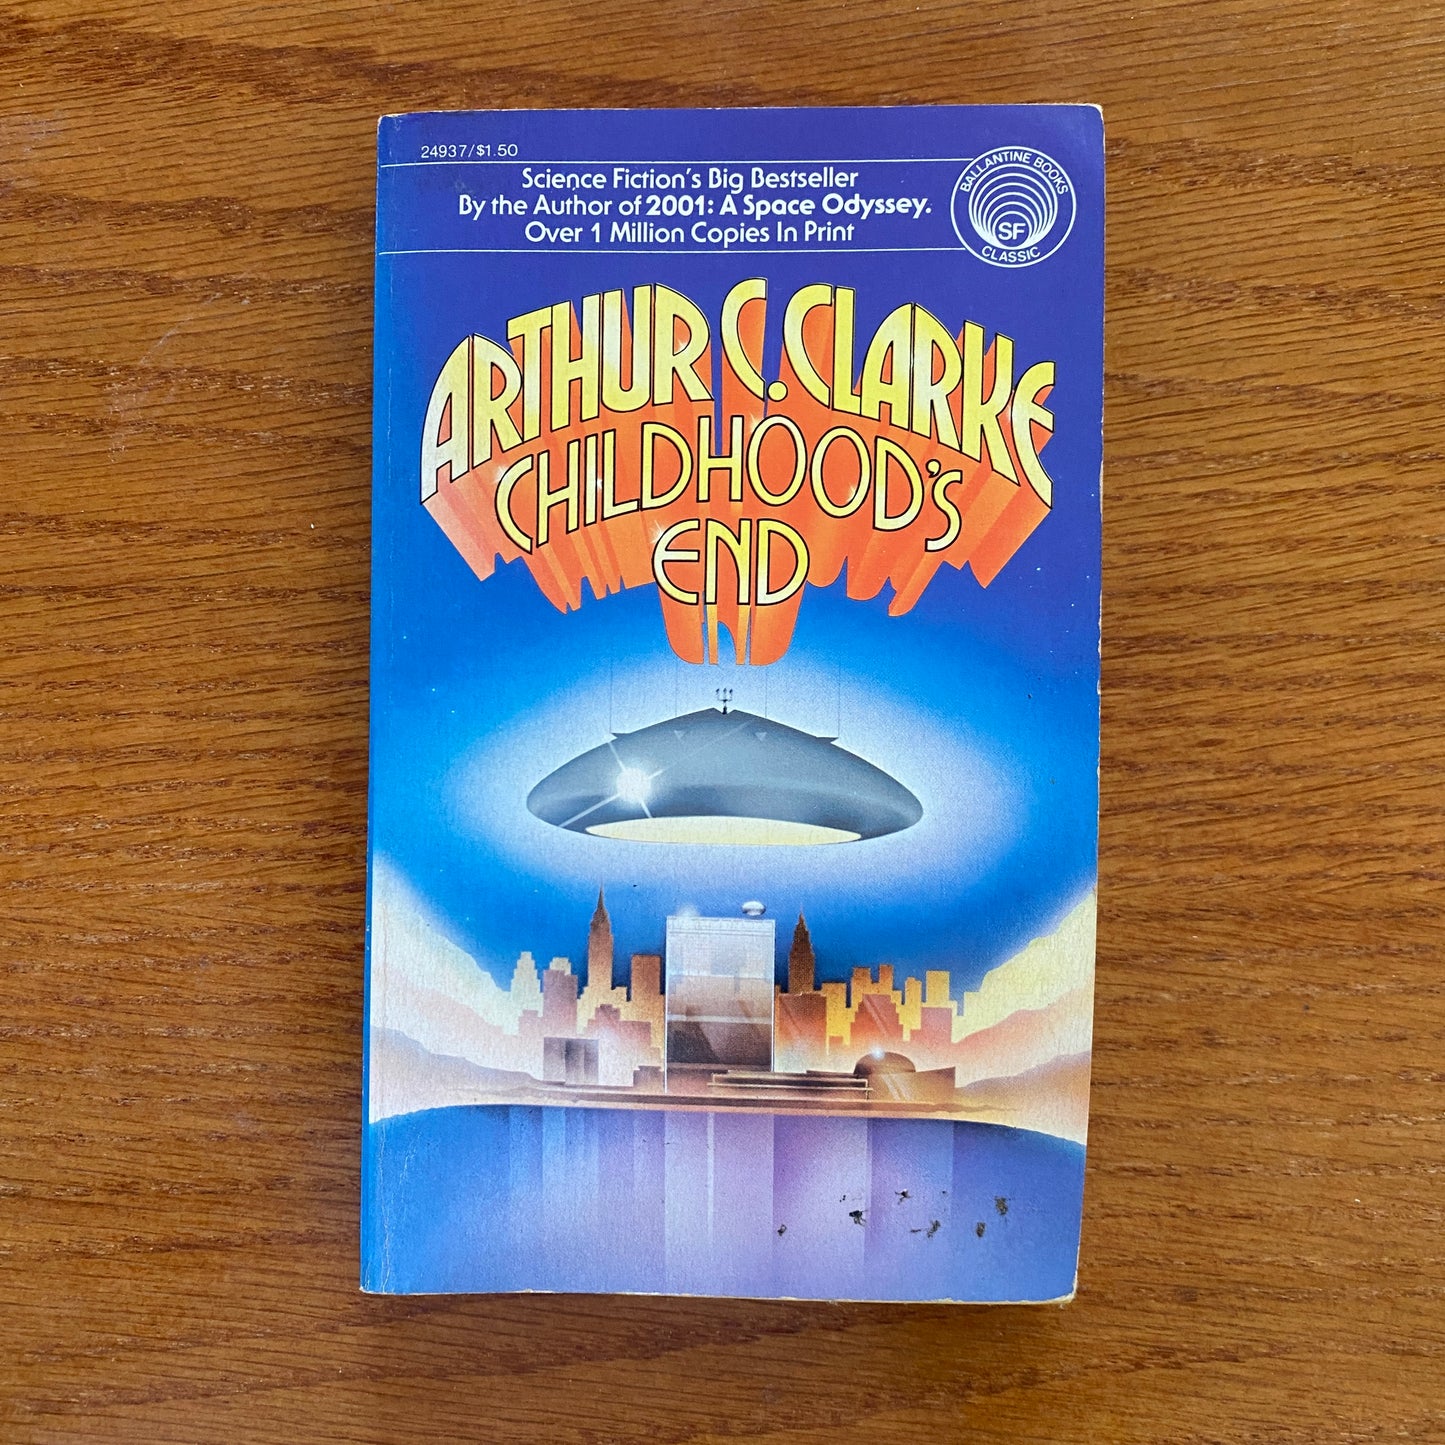 24937/$1.50
Science Fiction's Big Bestseller
By the Author of 2001: A Space Odyssey.
Over 1 Million Copies In Print
BALLANTINE BOOKS
SF
CLASSIC
ARTHUR C. CLARKE
CHILDHOOD'S
END